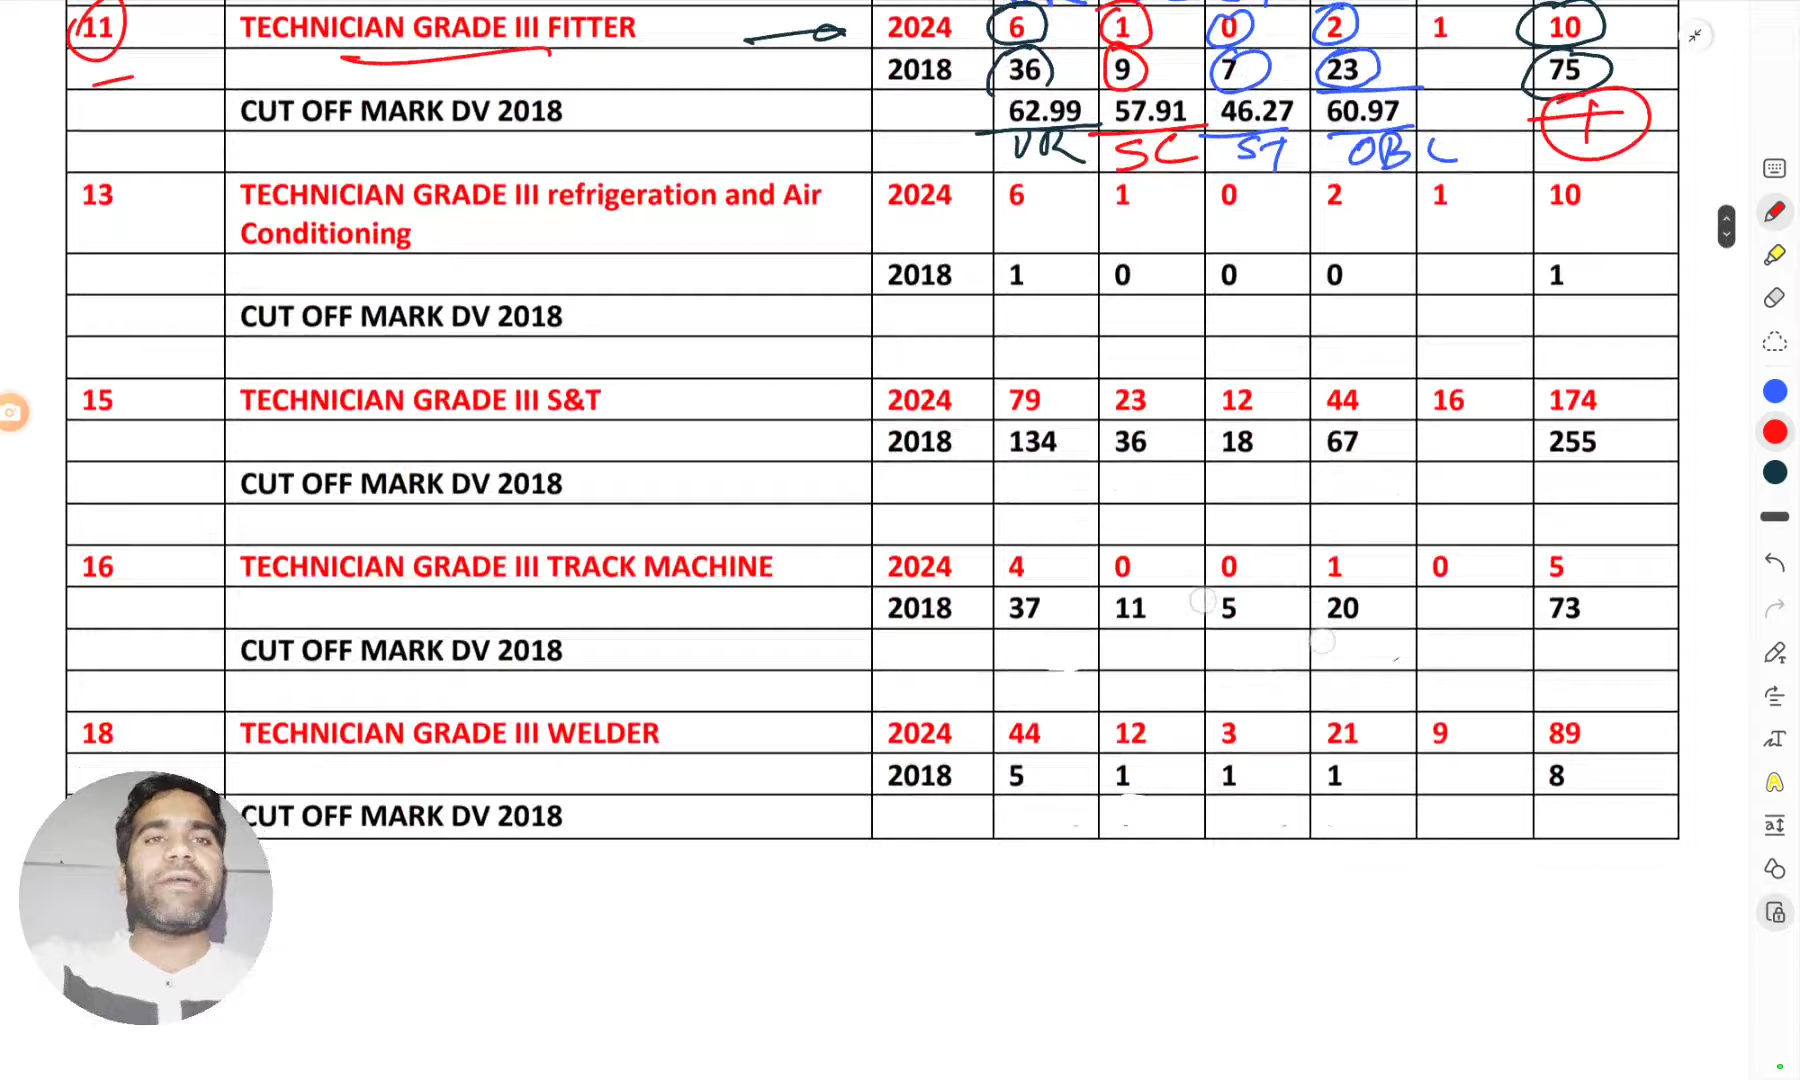 11 TECHNICIAN GRADE III FITTER 2024 6 1 0 2 1 10
2018 36 9 7 23 75
CUT OFF MARK DV 2018 62.99 57.91 46.27 60.97
UR SC ST OBC
13 TECHNICIAN GRADE III refrigeration and Air 2024 6 1 0 2 1 10
Conditioning
2018 1 0 0 0 1
CUT OFF MARK DV 2018
15 TECHNICIAN GRADE III S&T 2024 79 23 12 44 16 174
2018 134 36 18 67 255
CUT OFF MARK DV 2018
16 TECHNICIAN GRADE III TRACK MACHINE 2024 4 0 0 1 0 5
2018 37 11 5 20 73
CUT OFF MARK DV 2018
18 TECHNICIAN GRADE III WELDER 2024 44 12 3 21 9 89
2018 5 1 1 1 8
CUT OFF MARK DV 2018